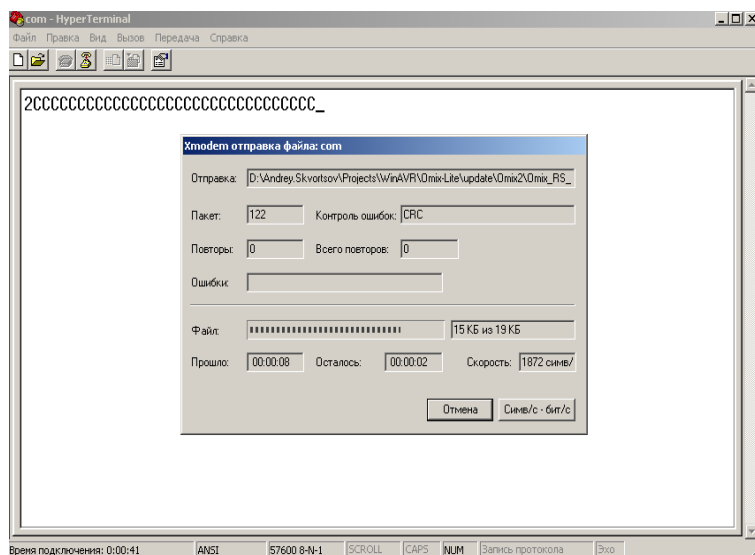 com - HyperTerminal
Файл Правка Вид Вызов Передача Справка
2CCCCCCCCCCCCCCCCCCCCCCCCCCCCCCCCC_
Xmodem отправка файла: com
Отправка: D:\Andrey.Skvortsov\Projects\WinAVR\Omix-Lite\update\Omix2\Omix_RS_
Пакет: 122 Контроль ошибок: CRC
Повторы: 0 Всего повторов: 0
Ошибки:
Файл: 15 КБ из 19 КБ
Прошло: 00:00:08 Осталось: 00:00:02 Скорость: 1872 симв/
Отмена Симв/с - бит/с
Время подключения: 0:00:41 ANSI 57600 8-N-1 SCROLL CAPS NUM Запись протокола Эхо